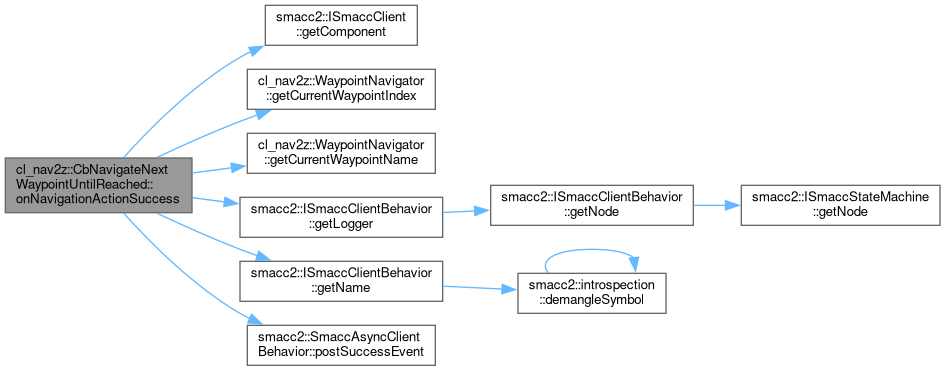 smacc2::ISmaccClient
::getComponent
cl_nav2z::WaypointNavigator
::getCurrentWaypointIndex
cl_nav2z::WaypointNavigator
::getCurrentWaypointName
cl_nav2z::CbNavigateNext
WaypointUntilReached::
onNavigationActionSuccess
smacc2::ISmaccClientBehavior
::getLogger
smacc2::ISmaccClientBehavior
::getNode
smacc2::ISmaccStateMachine
::getNode
smacc2::ISmaccClientBehavior
::getName
smacc2::introspection
::demangleSymbol
smacc2::SmaccAsyncClient
Behavior::postSuccessEvent